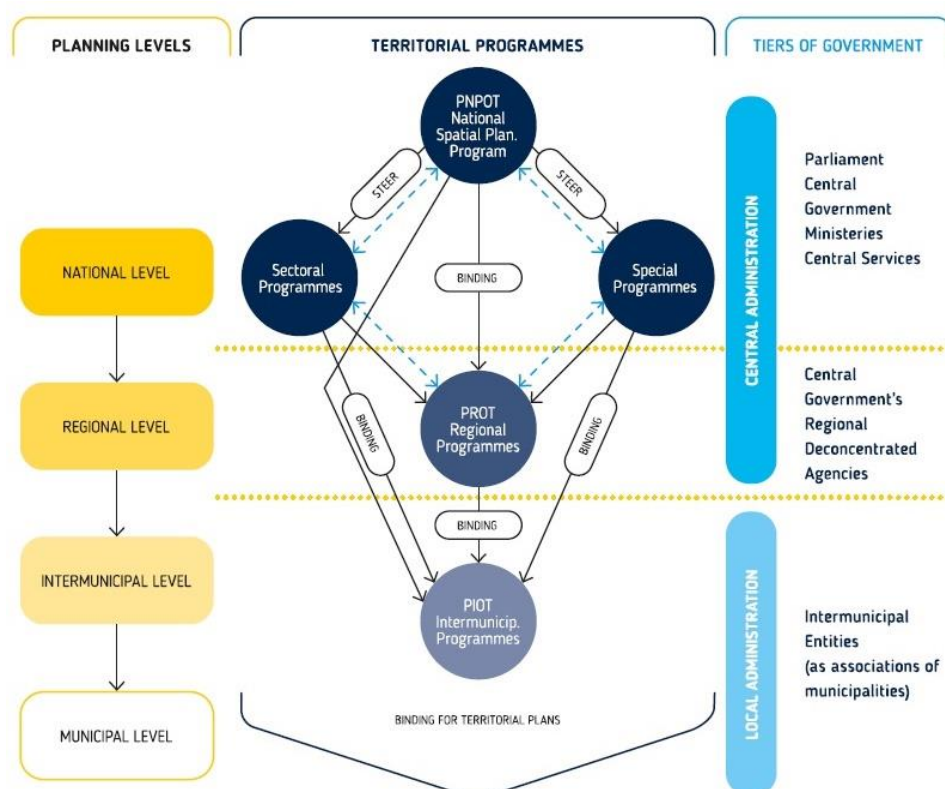 PLANNING LEVELS
TERRITORIAL PROGRAMMES
TIERS OF GOVERNMENT
PNPOT
National
Spatial Plan.
Program
STEER
STEER
Sectoral
Programmes
BINDING
Special
Programmes
NATIONAL LEVEL
REGIONAL LEVEL
INTERMUNICIPAL LEVEL
MUNICIPAL LEVEL
PROT
Regional
Programmes
BINDING
BINDING
BINDING
PIOT
Intermunicip.
Programmes
BINDING FOR TERRITORIAL PLANS
CENTRAL ADMINISTRATION
Parliament
Central
Government
Ministeries
Central Services
Central
Government's
Regional
Deconcentrated
Agencies
LOCAL ADMINISTRATION
Intermunicipal
Entities
(as associations of
municipalities)